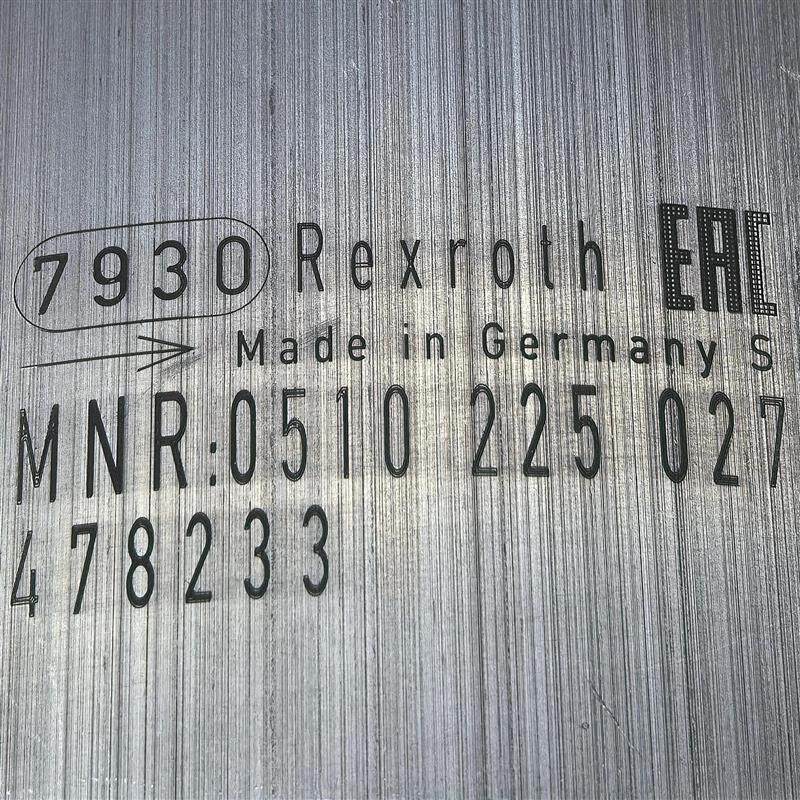 7930 Rexroth EAC
Made in Germany S
MNR:0510 225 027
478233